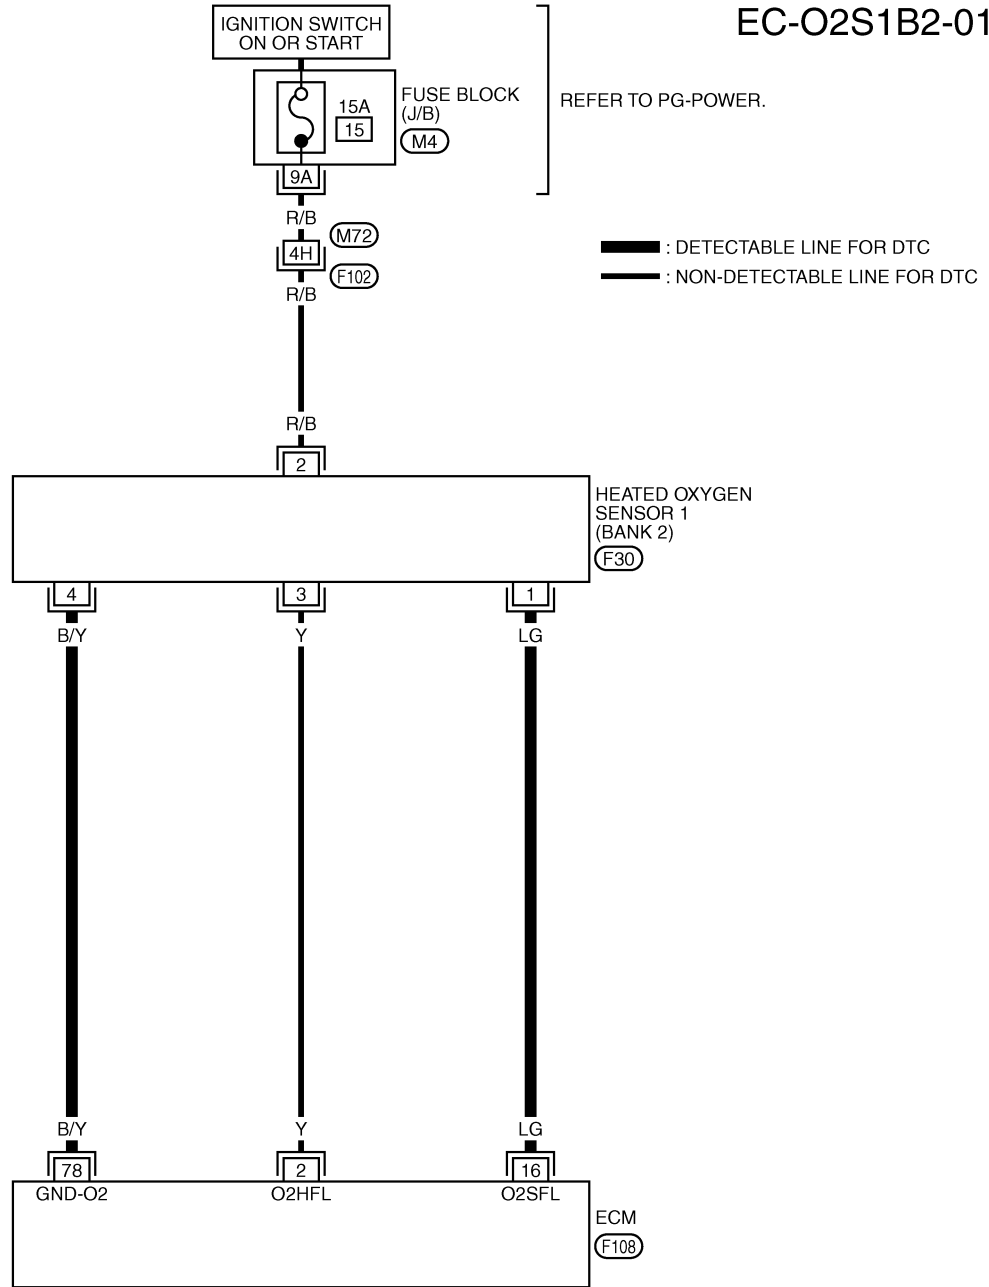 EC-O2S1B2-01
IGNITION SWITCH
ON OR START
FUSE BLOCK
(J/B)
M4
15A
15
REFER TO PG-POWER.
9A
R/B
M72
4H
F102
R/B
: DETECTABLE LINE FOR DTC
: NON-DETECTABLE LINE FOR DTC
R/B
2
HEATED OXYGEN
SENSOR 1
(BANK 2)
F30
4
3
1
B/Y
Y
LG
B/Y
Y
LG
78
2
16
GND-O2
O2HFL
O2SFL
ECM
F108